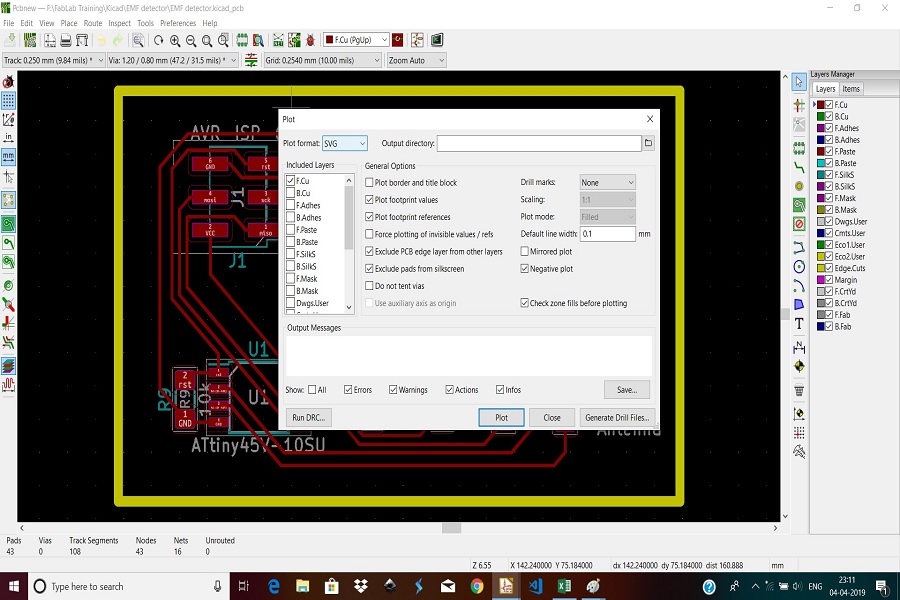 Pcbnew — F:\FabLab Training\Kicad\EMF detector\EMF detector.kicad_pcb
File Edit View Place Route Inspect Tools Preferences Help
F.Cu (PgUp)
Track: 0.250 mm (9.84 mils) * Via: 1.20 / 0.80 mm (47.2 / 31.5 mils) * Grid: 0.2540 mm (10.00 mils) Zoom Auto
Layers Manager
Layers Items
F.Cu
B.Cu
F.Adhes
B.Adhes
F.Paste
B.Paste
F.SilkS
B.SilkS
F.Mask
B.Mask
Dwgs.User
Cmts.User
Eco1.User
Eco2.User
Edge.Cuts
Margin
F.CrtYd
B.CrtYd
F.Fab
B.Fab
in
mm
AVR ISP
6
GND
5
rst
4
mosi
3
sck
2
VCC
1
miso
J1
J1
U1
U1
R9
R9
10k
2
rst
1
GND
ATtiny45V-10SU
Antenna
Plot
Plot format: SVG Output directory:
Included Layers
F.Cu
B.Cu
F.Adhes
B.Adhes
F.Paste
B.Paste
F.SilkS
B.SilkS
F.Mask
B.Mask
Dwgs.User
General Options
Plot border and title block
Plot footprint values
Plot footprint references
Force plotting of invisible values / refs
Exclude PCB edge layer from other layers
Exclude pads from silkscreen
Do not tent vias
Use auxiliary axis as origin
Drill marks: None
Scaling: 1:1
Plot mode: Filled
Default line width: 0.1 mm
Mirrored plot
Negative plot
Check zone fills before plotting
Output Messages
Show: All Errors Warnings Actions Infos Save...
Run DRC... Plot Close Generate Drill Files...
Pads Vias Track Segments Nodes Nets Unrouted
43 0 108 43 16 0
Z 6.55 X 142.240000 Y 75.184000 dx 142.240000 dy 75.184000 dist 160.888 mm
Type here to search
ENG
23:11
04-04-2019